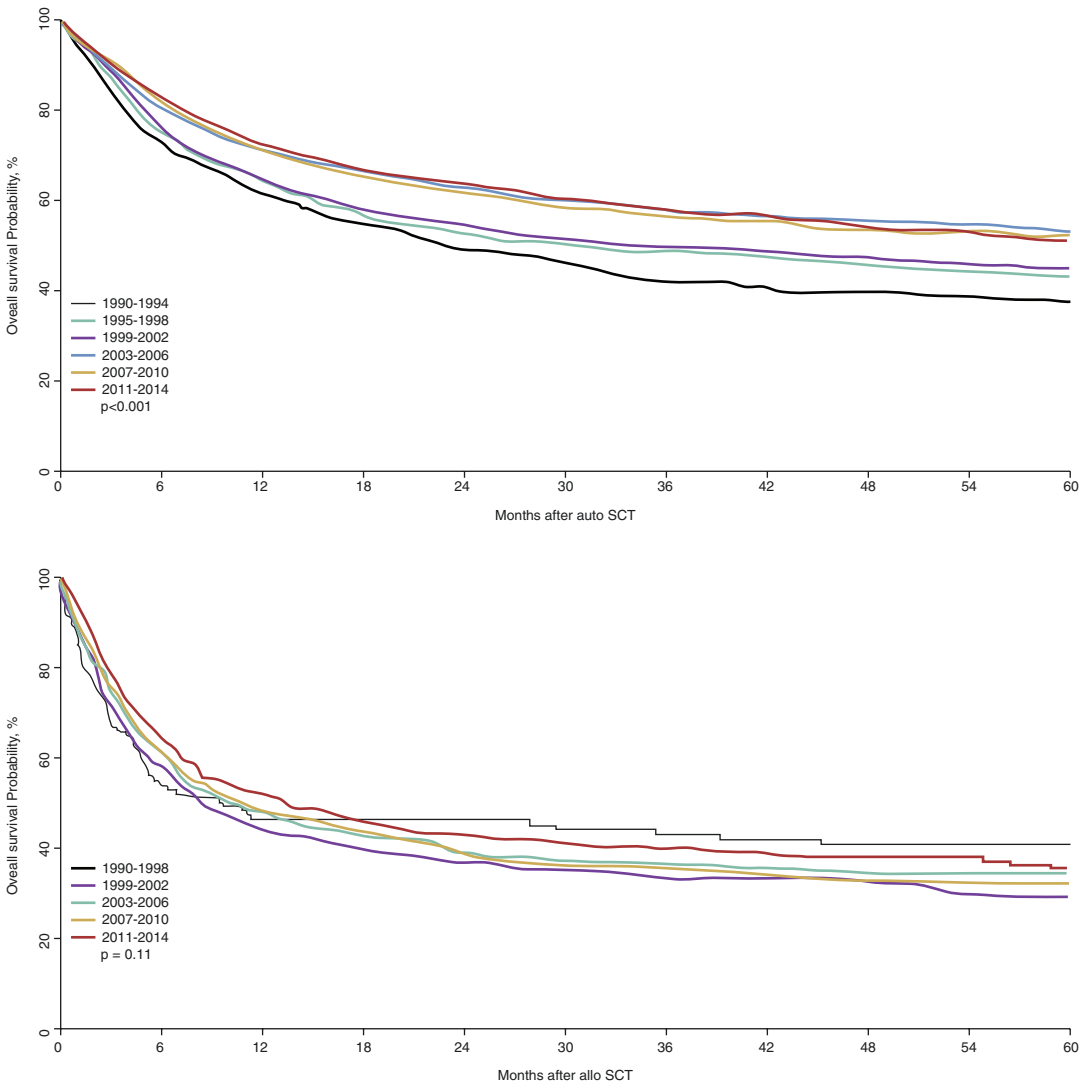 100
80
60
40
20
0
Oveall survival Probability, %
1990-1994
1995-1998
1999-2002
2003-2006
2007-2010
2011-2014
p<0.001
0 6 12 18 24 30 36 42 48 54 60
Months after auto SCT
100
80
60
40
20
0
Overall survival Probability, %
1990-1998
1999-2002
2003-2006
2007-2010
2011-2014
p = 0.11
0 6 12 18 24 30 36 42 48 54 60
Months after allo SCT